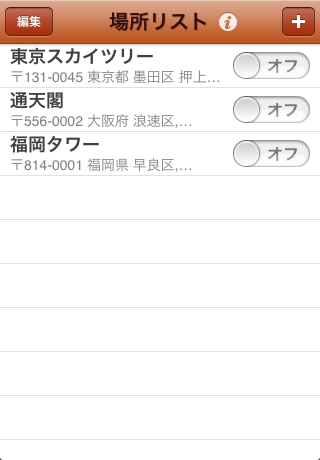 編集
場所リスト
東京スカイツリー
オフ
〒131-0045 東京都 墨田区 押上…
通天閣
オフ
〒556-0002 大阪府 浪速区,…
福岡タワー
オフ
〒814-0001 福岡県 早良区,…